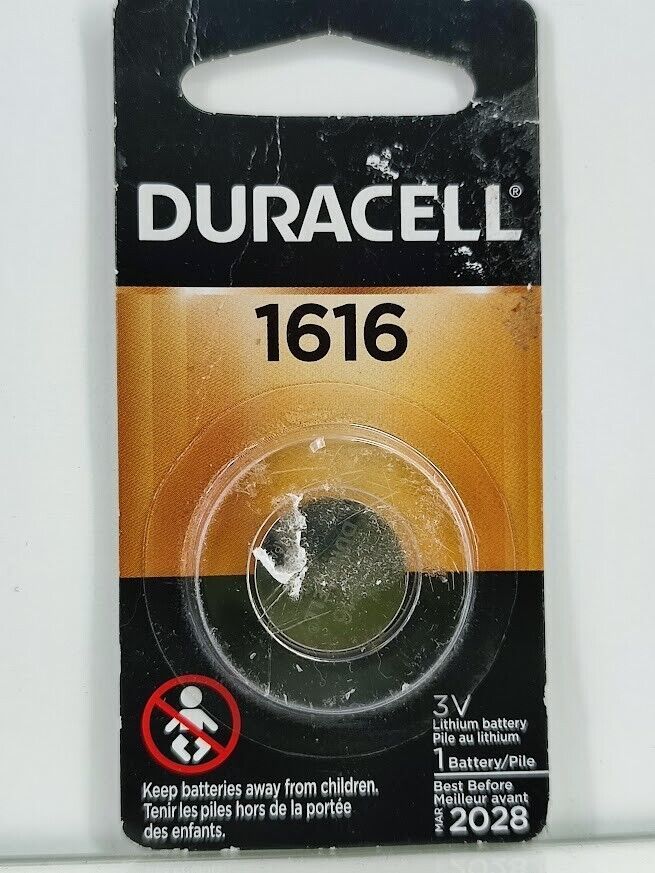 DURACELL®
1616
3V
Lithium battery
Pile au lithium
1 Battery/Pile
Best Before
Meilleur avant
MAR 2028
Keep batteries away from children.
Tenir les piles hors de la portée
des enfants.